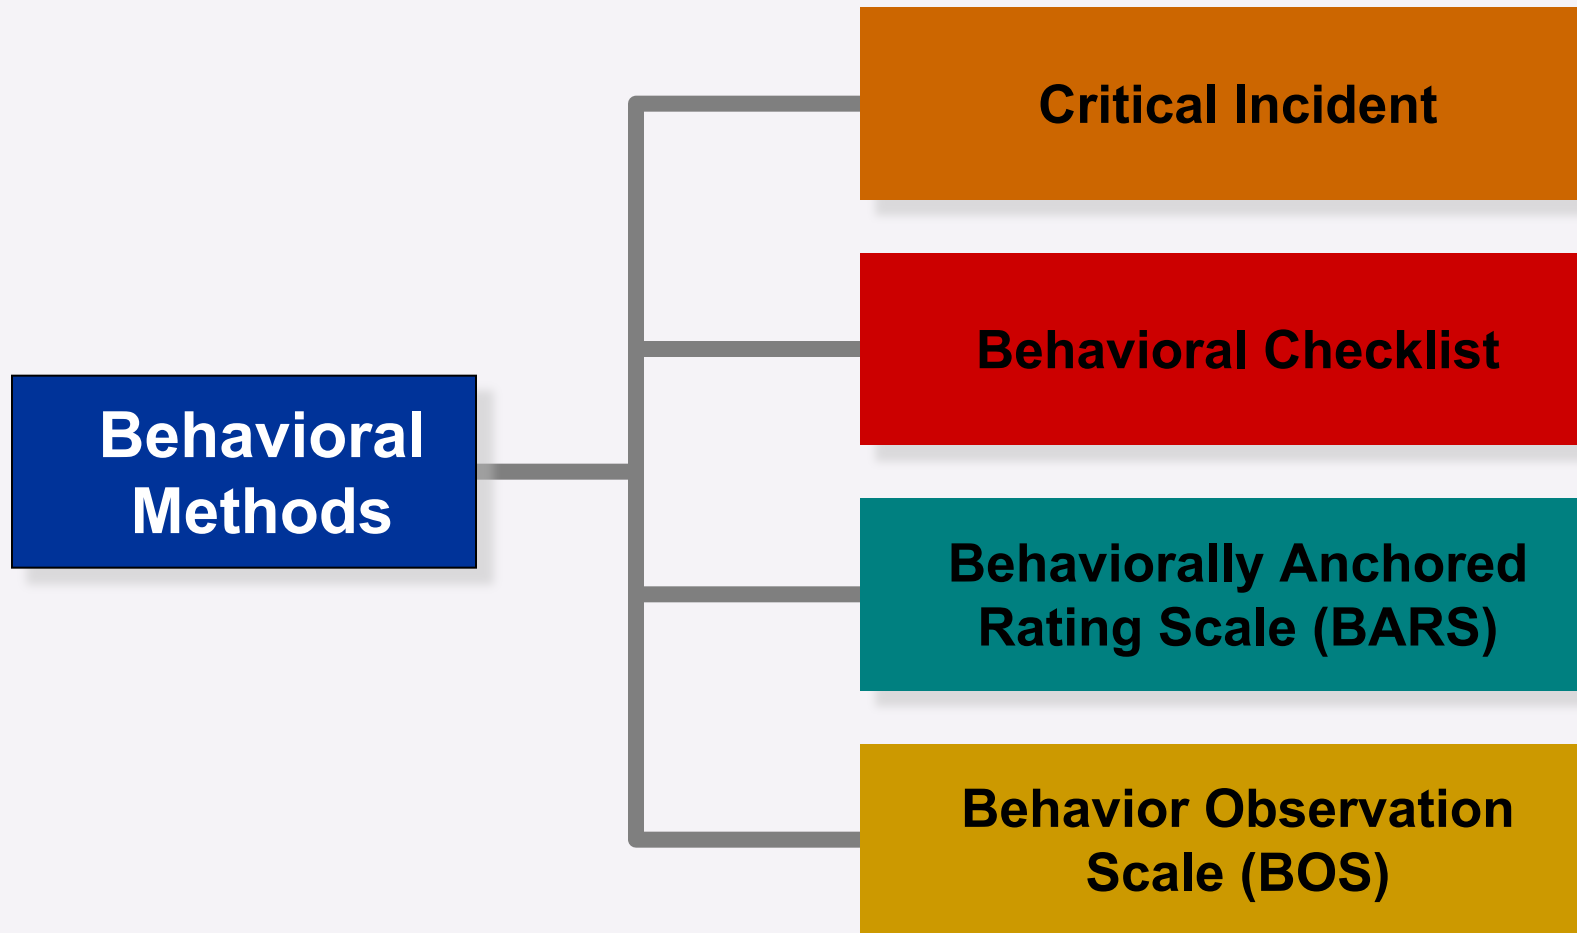 Critical Incident
Behavioral Checklist
Behavioral
Methods
Behaviorally Anchored
Rating Scale (BARS)
Behavior Observation
Scale (BOS)